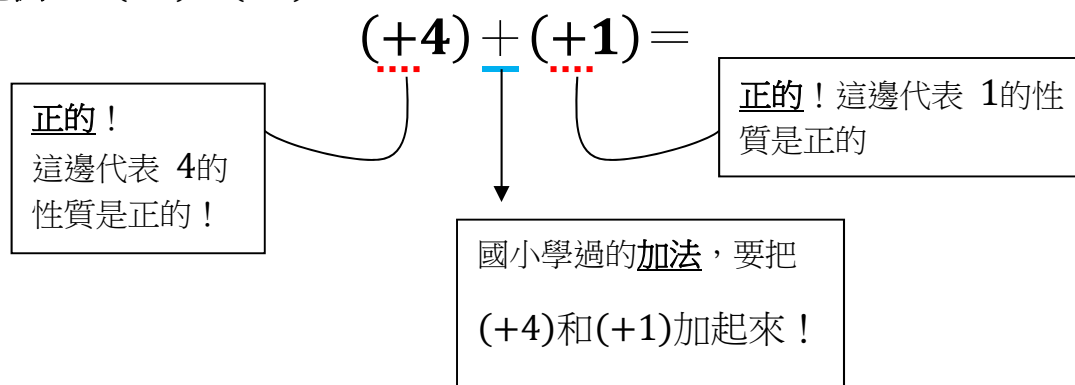 (+4)+(+1)=
正的！
這邊代表 4的
性質是正的！
正的！這邊代表 1的性
質是正的
國小學過的加法，要把
(+4)和(+1)加起來！